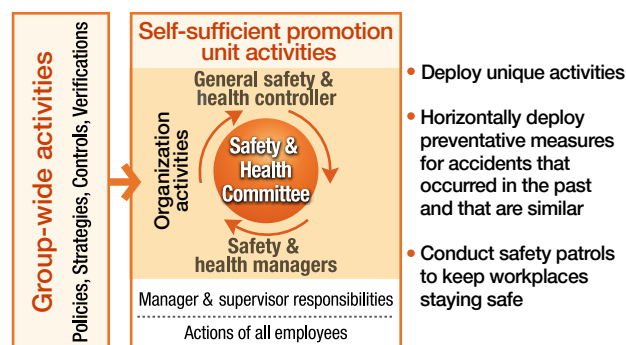 Group-wide activities
Policies, Strategies, Controls, Verifications
Self-sufficient promotion
unit activities
Organization
activities
General safety &
health controller
Safety &
Health
Committee
Safety &
health managers
Manager & supervisor responsibilities
Actions of all employees
• Deploy unique activities
• Horizontally deploy
preventative measures
for accidents that
occurred in the past
and that are similar
• Conduct safety patrols
to keep workplaces
staying safe